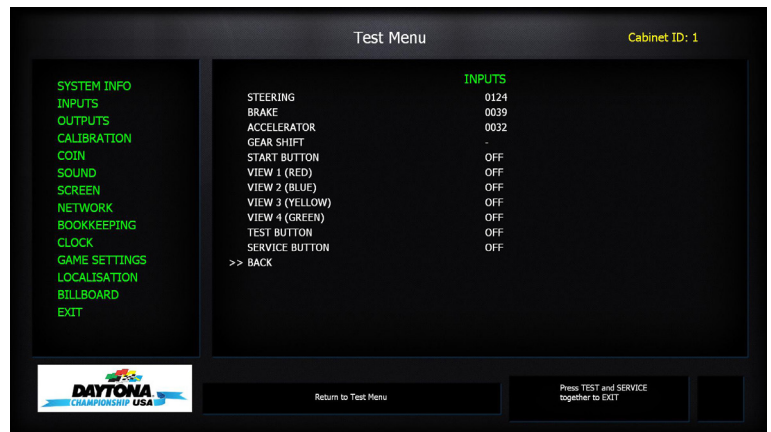 Test Menu
Cabinet ID: 1
SYSTEM INFO
INPUTS
OUTPUTS
CALIBRATION
COIN
SOUND
SCREEN
NETWORK
BOOKKEEPING
CLOCK
GAME SETTINGS
LOCALISATION
BILLBOARD
EXIT
INPUTS
STEERING 0124
BRAKE 0039
ACCELERATOR 0032
GEAR SHIFT -
START BUTTON OFF
VIEW 1 (RED) OFF
VIEW 2 (BLUE) OFF
VIEW 3 (YELLOW) OFF
VIEW 4 (GREEN) OFF
TEST BUTTON OFF
SERVICE BUTTON OFF
>> BACK
DAYTONA
CHAMPIONSHIP USA
Return to Test Menu
Press TEST and SERVICE
together to EXIT